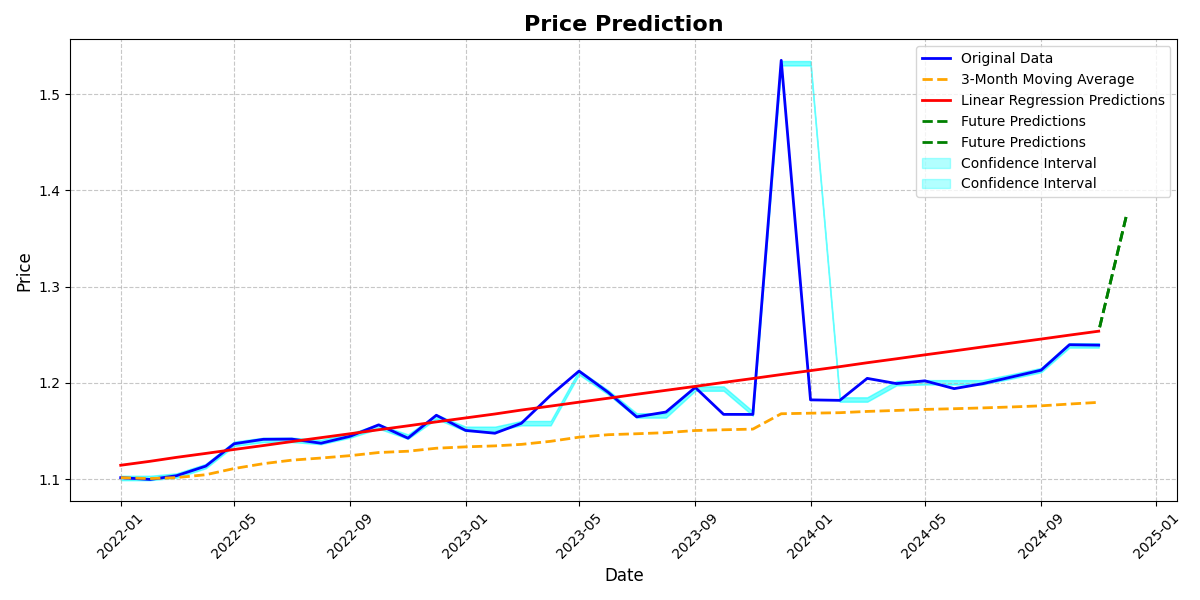 Price Prediction
Original Data
3-Month Moving Average
Linear Regression Predictions
Future Predictions
Future Predictions
Confidence Interval
Confidence Interval
Price
1.5
1.4
1.3
1.2
1.1
2022-01
2022-05
2022-09
2023-01
2023-05
2023-09
2024-01
2024-05
2024-09
2025-01
Date